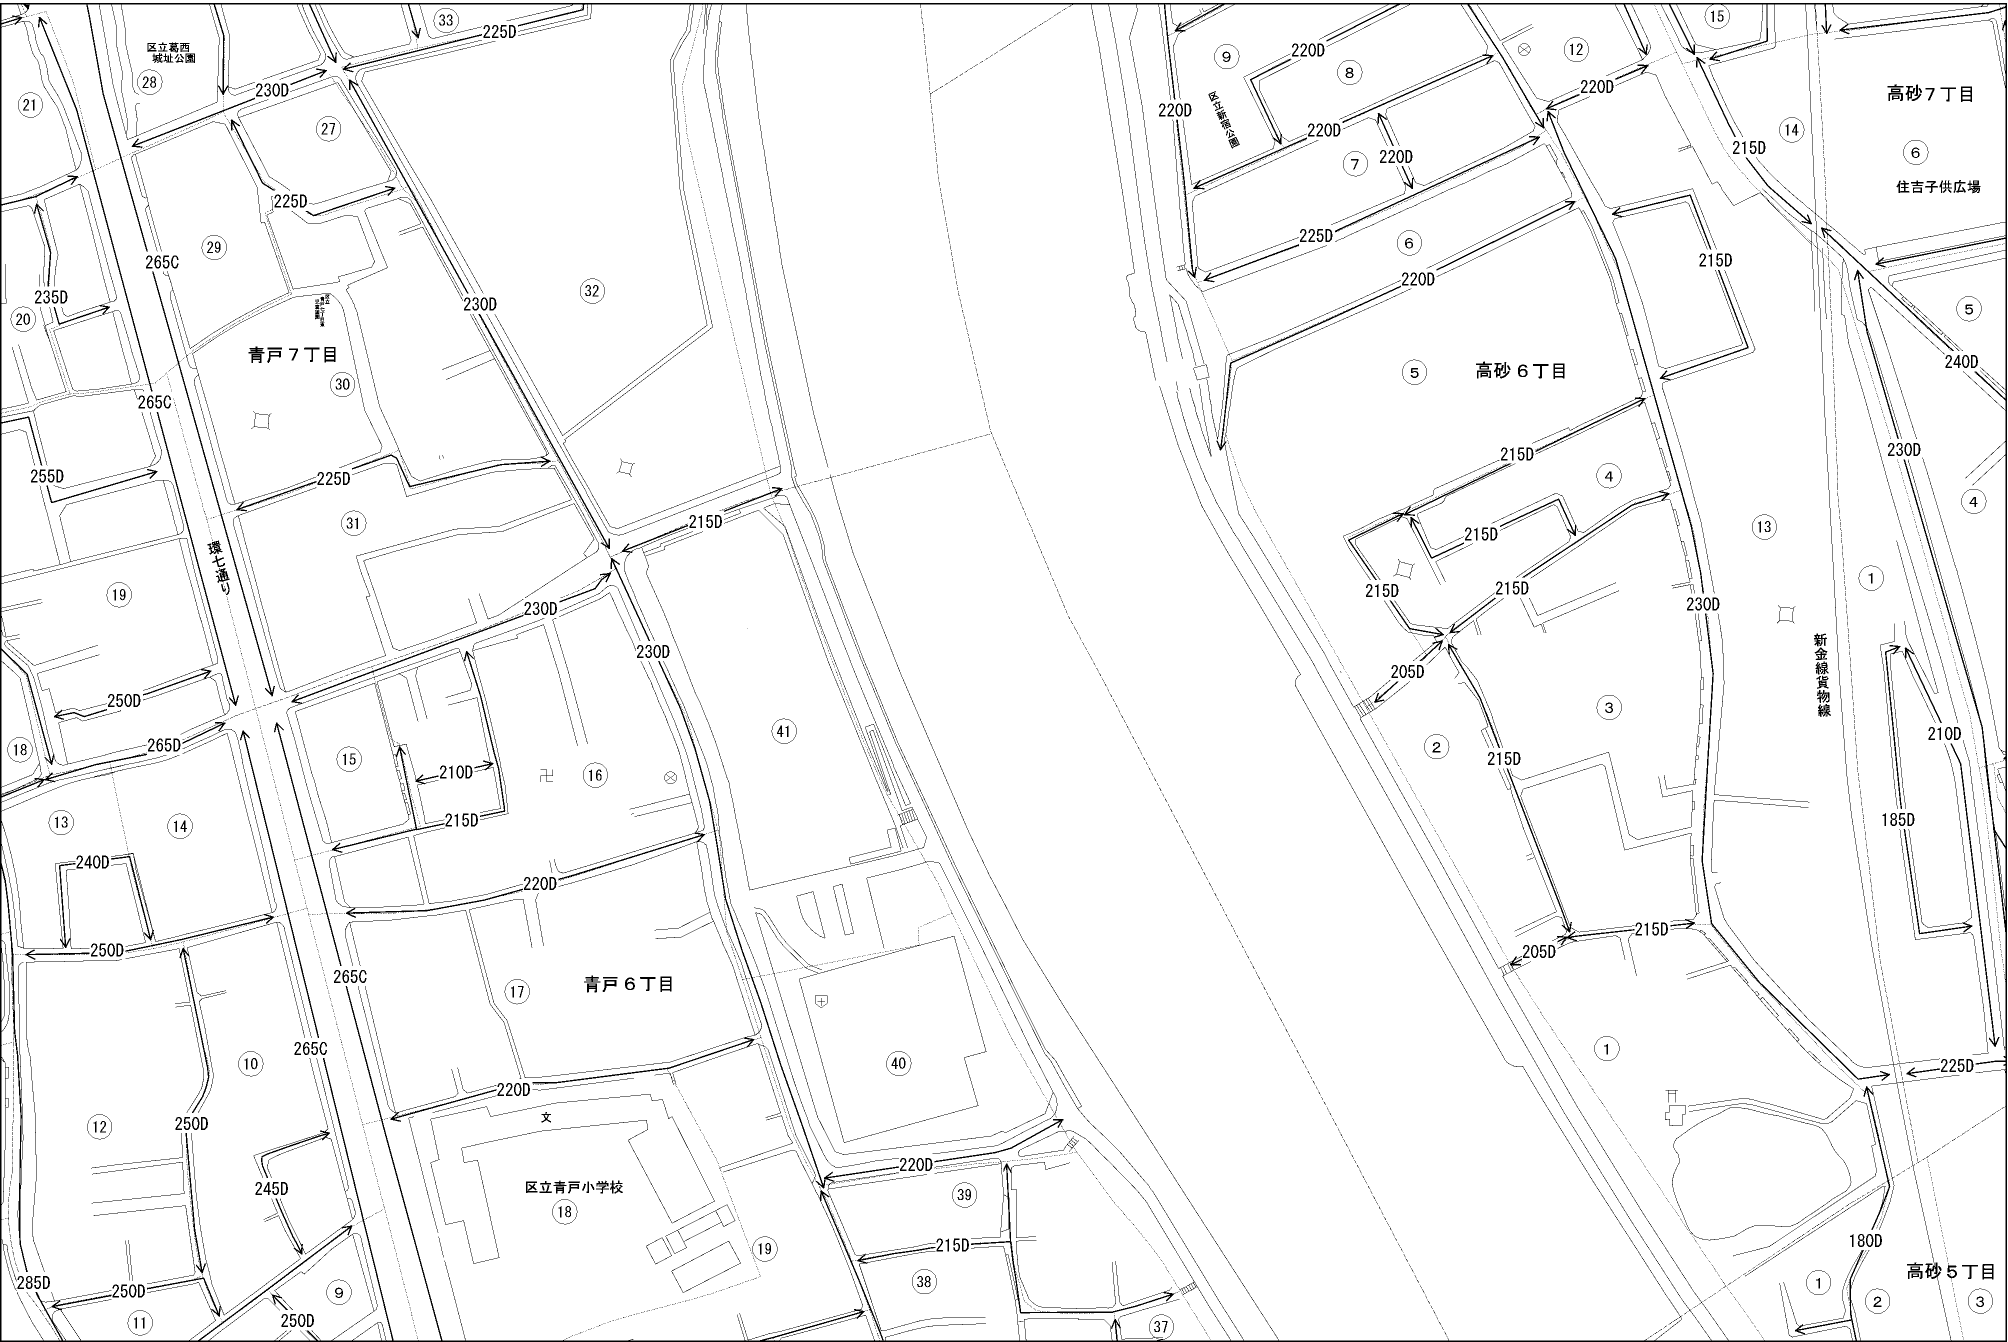 33
225D
区立葛西
城址公園
28
21
230D
27
225D
29
265C
235D
20
230D
32
青戸７丁目
30
265C
255D
225D
31
215D
環七通り
19
230D
230D
250D
18
265D
15
210D
16
41
215D
13
14
240D
250D
220D
265C
17
青戸６丁目
265C
10
40
12
250D
220D
文
220D
245D
区立青戸小学校
18
39
19
215D
285D
250D
38
9
11
250D
37
9
220D
8
12
15
220D
220D
区立新宿公園
220D
7
220D
215D
14
高砂７丁目
6
住吉子供広場
225D
6
220D
215D
5
高砂６丁目
5
240D
215D
4
230D
4
215D
13
215D
215D
230D
1
205D
3
新金線貨物線
2
215D
210D
185D
215D
205D
1
225D
180D
高砂５丁目
1
2
3